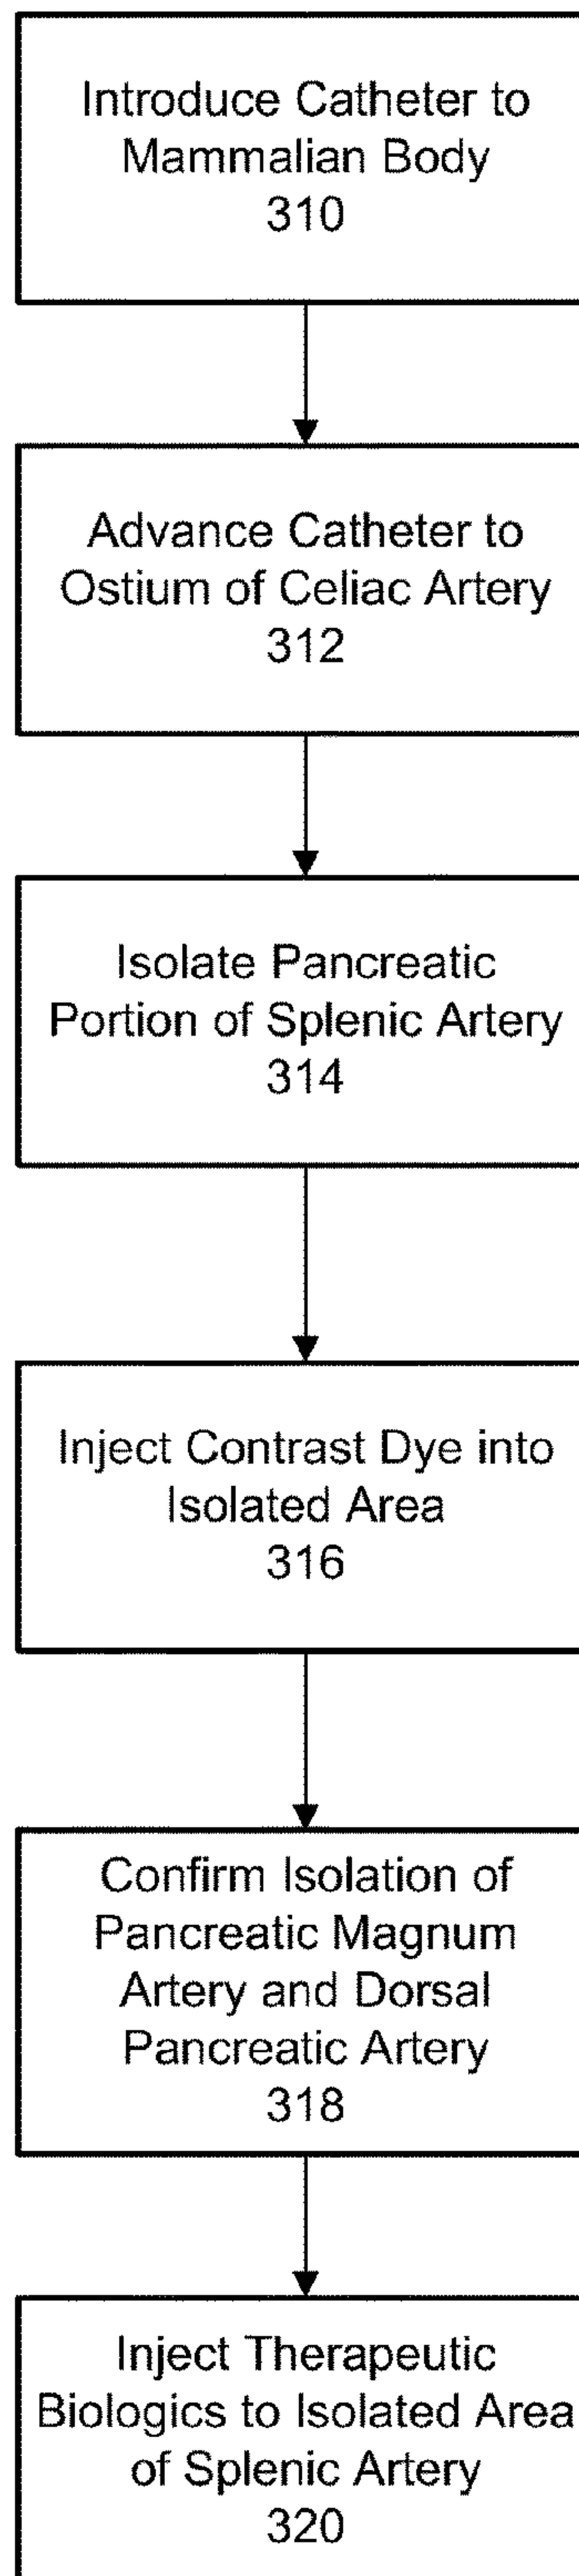 Introduce Catheter to
Mammalian Body
310
Advance Catheter to
Ostium of Celiac Artery
312
Isolate Pancreatic
Portion of Splenic Artery
314
Inject Contrast Dye into
Isolated Area
316
Confirm Isolation of
Pancreatic Magnum
Artery and Dorsal
Pancreatic Artery
318
Inject Therapeutic
Biologics to Isolated Area
of Splenic Artery
320